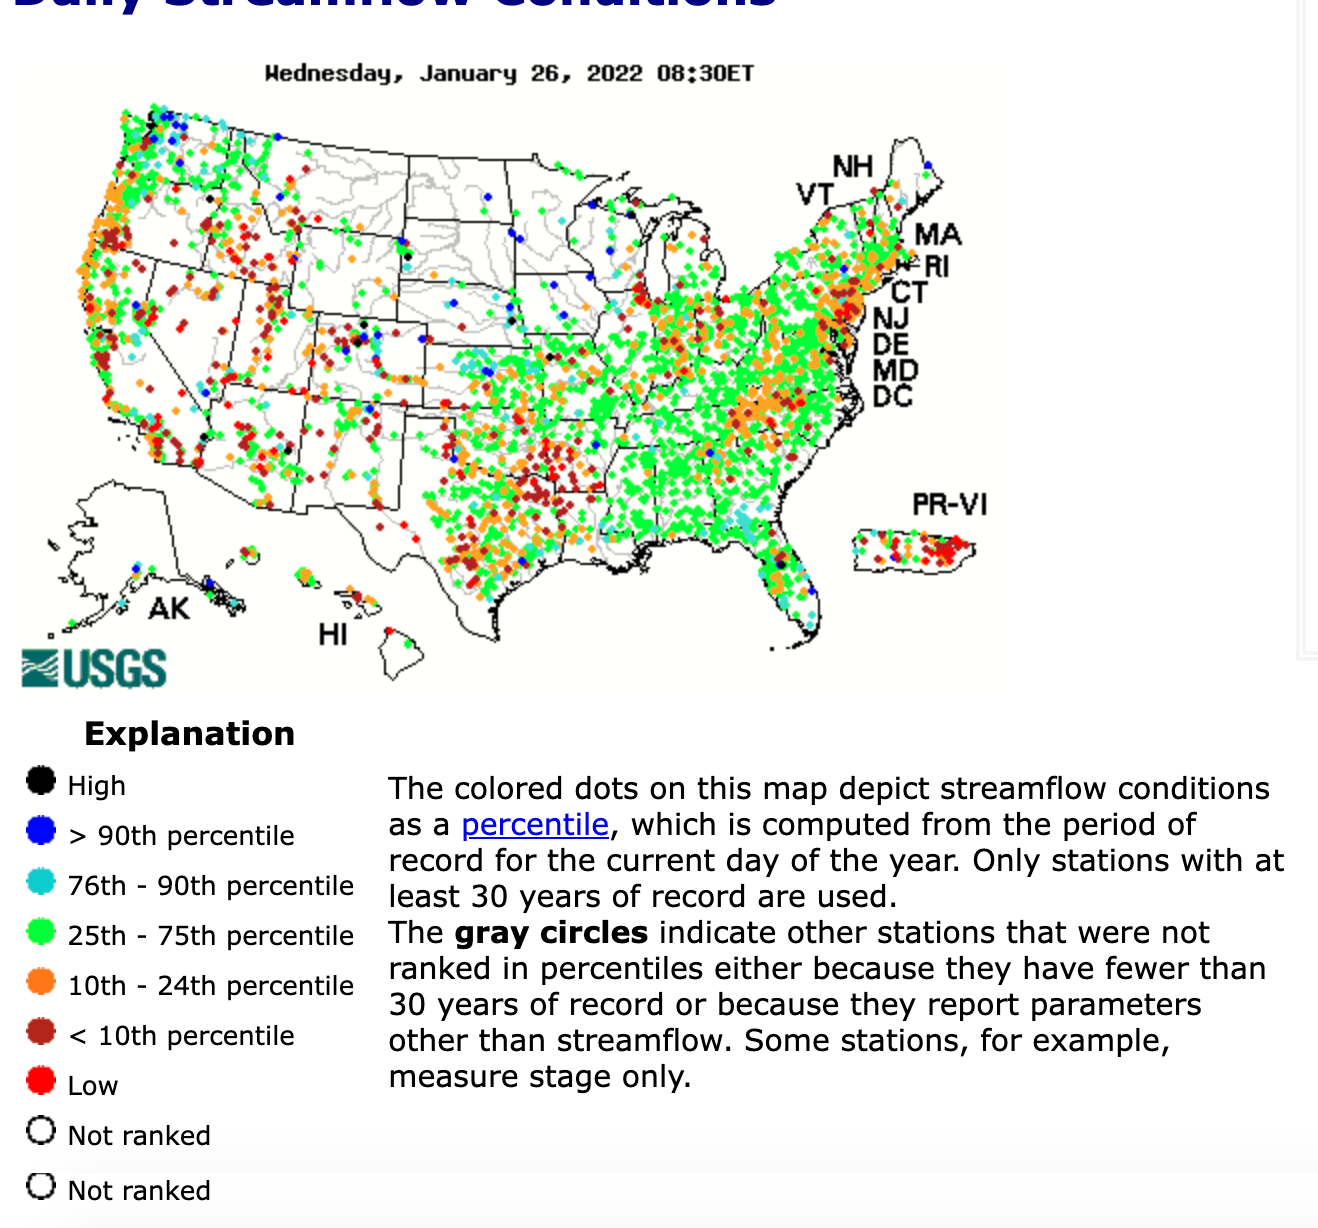 Daily Streamflow Conditions
Wednesday, January 26, 2022 08:30ET
NH
VT
MA
RI
CT
NJ
DE
MD
DC
PR-VI
AK
HI
USGS
Explanation
High
> 90th percentile
76th - 90th percentile
25th - 75th percentile
10th - 24th percentile
< 10th percentile
Low
Not ranked
Not ranked
The colored dots on this map depict streamflow conditions
as a percentile, which is computed from the period of
record for the current day of the year. Only stations with at
least 30 years of record are used.
The gray circles indicate other stations that were not
ranked in percentiles either because they have fewer than
30 years of record or because they report parameters
other than streamflow. Some stations, for example,
measure stage only.